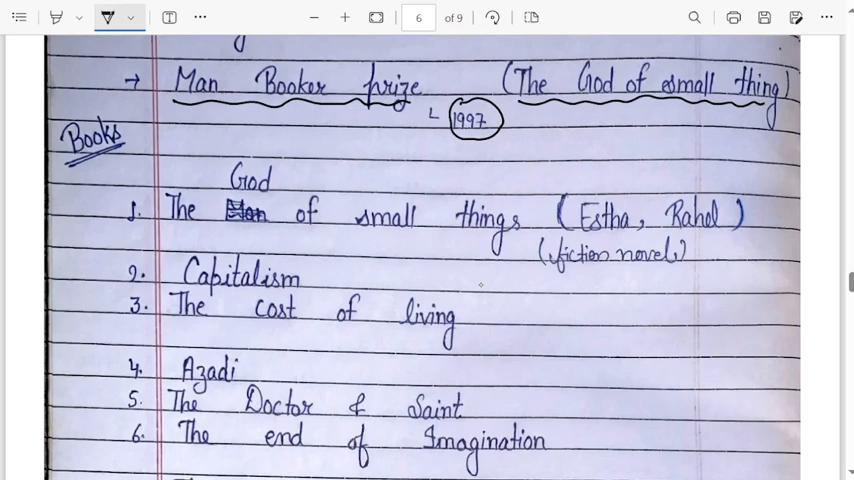 6 of 9
→ Man Booker prize (The God of small thing)
↳ 1997
Books
God
1. The of small things (Estha, Rahel)
(fiction novel)
2. Capitalism
3. The cost of living
4. Azadi
5. The Doctor & Saint
6. The end of Imagination